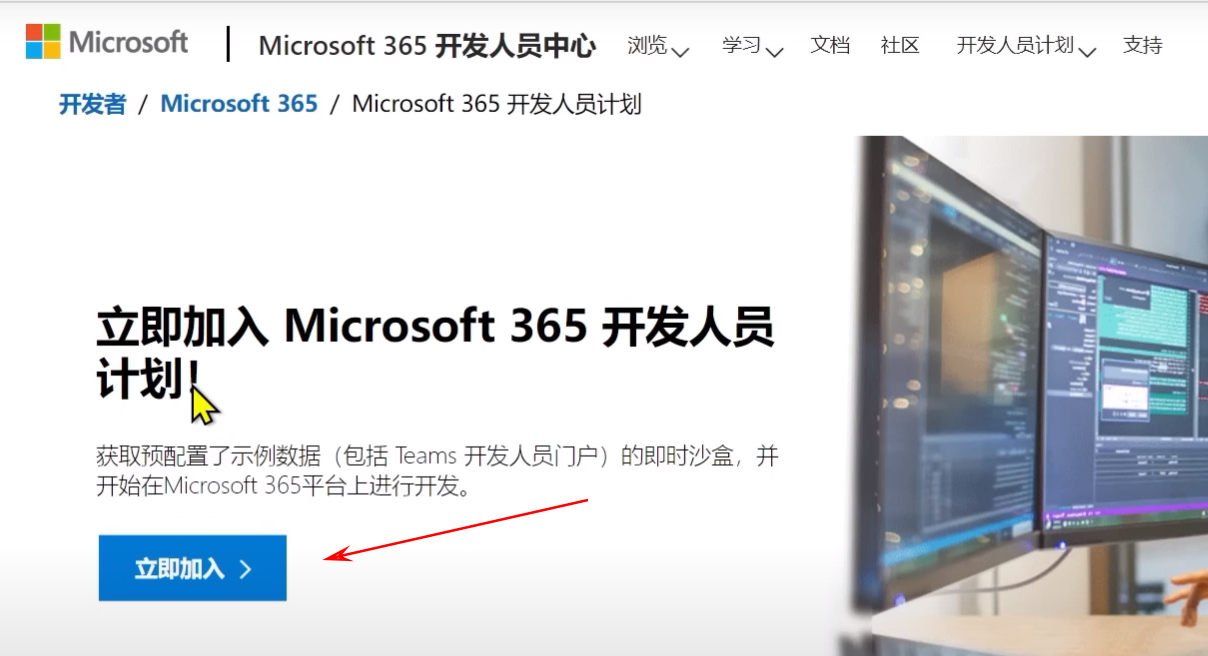 Microsoft
Microsoft 365 开发人员中心
浏览
学习
文档
社区
开发人员计划
支持
开发者 / Microsoft 365 / Microsoft 365 开发人员计划
立即加入 Microsoft 365 开发人员
计划!
获取预配置了示例数据（包括 Teams 开发人员门户）的即时沙盒，并
开始在Microsoft 365平台上进行开发。
立即加入